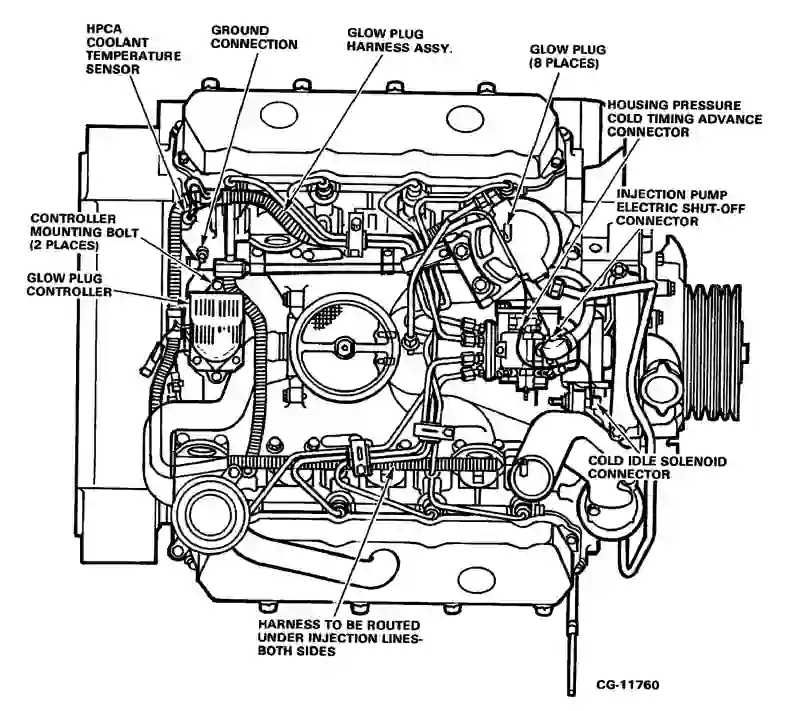 HPCA
COOLANT
TEMPERATURE
SENSOR
GROUND
CONNECTION
GLOW PLUG
HARNESS ASSY.
GLOW PLUG
(8 PLACES)
HOUSING PRESSURE
COLD TIMING ADVANCE
CONNECTOR
INJECTION PUMP
ELECTRIC SHUT-OFF
CONNECTOR
CONTROLLER
MOUNTING BOLT
(2 PLACES)
GLOW PLUG
CONTROLLER
COLD IDLE SOLENOID
CONNECTOR
HARNESS TO BE ROUTED
UNDER INJECTION LINES-
BOTH SIDES
CG-11760